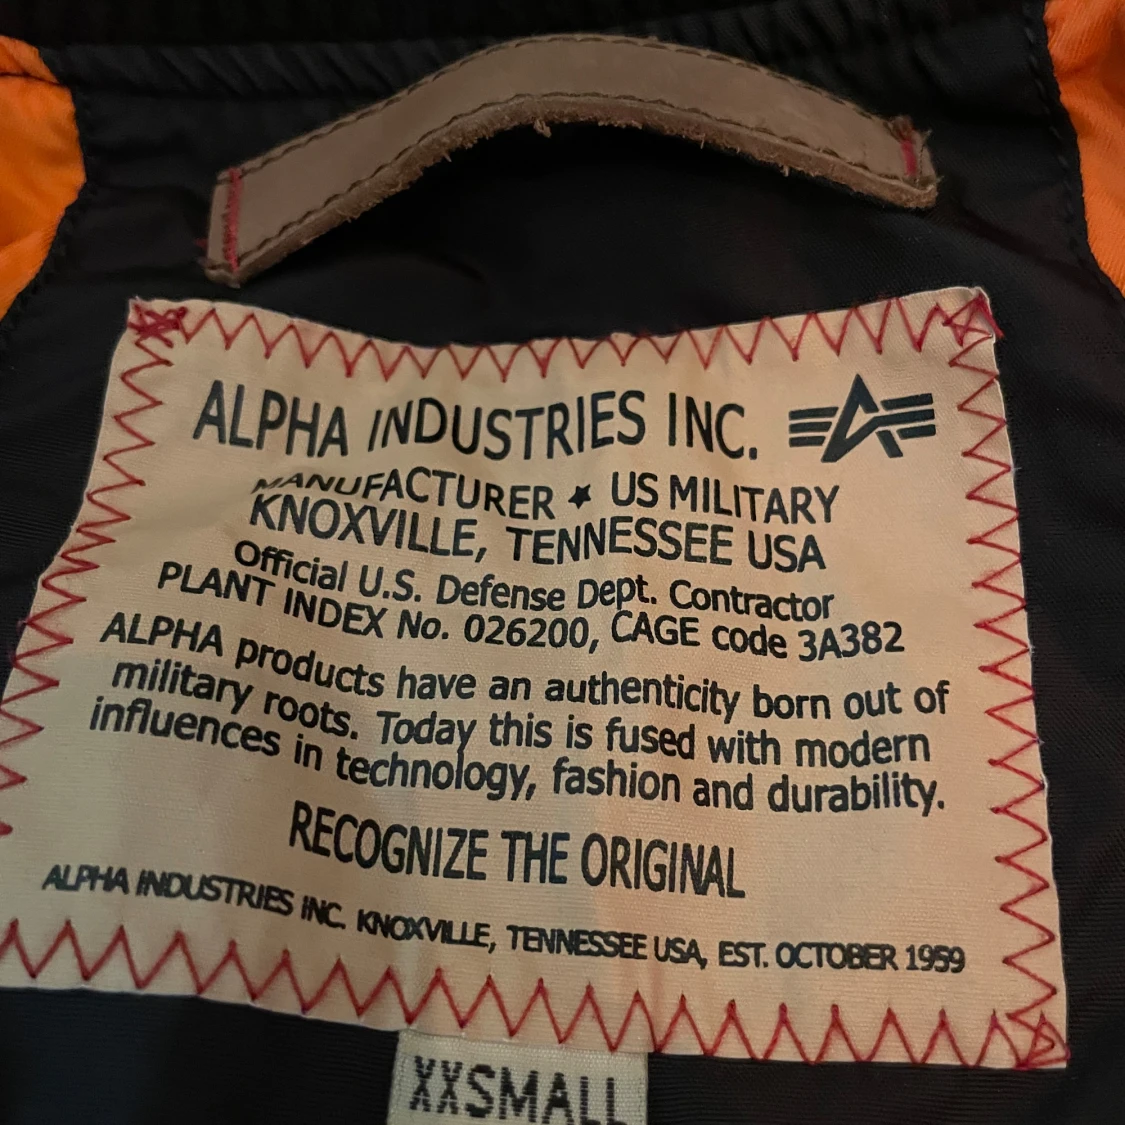 ALPHA INDUSTRIES INC.
MANUFACTURER ★ US MILITARY
KNOXVILLE, TENNESSEE USA
Official U.S. Defense Dept. Contractor
PLANT INDEX No. 026200, CAGE code 3A382
ALPHA products have an authenticity born out of
military roots. Today this is fused with modern
influences in technology, fashion and durability.
RECOGNIZE THE ORIGINAL
ALPHA INDUSTRIES INC. KNOXVILLE, TENNESSEE USA, EST. OCTOBER 1959
XXSMALL